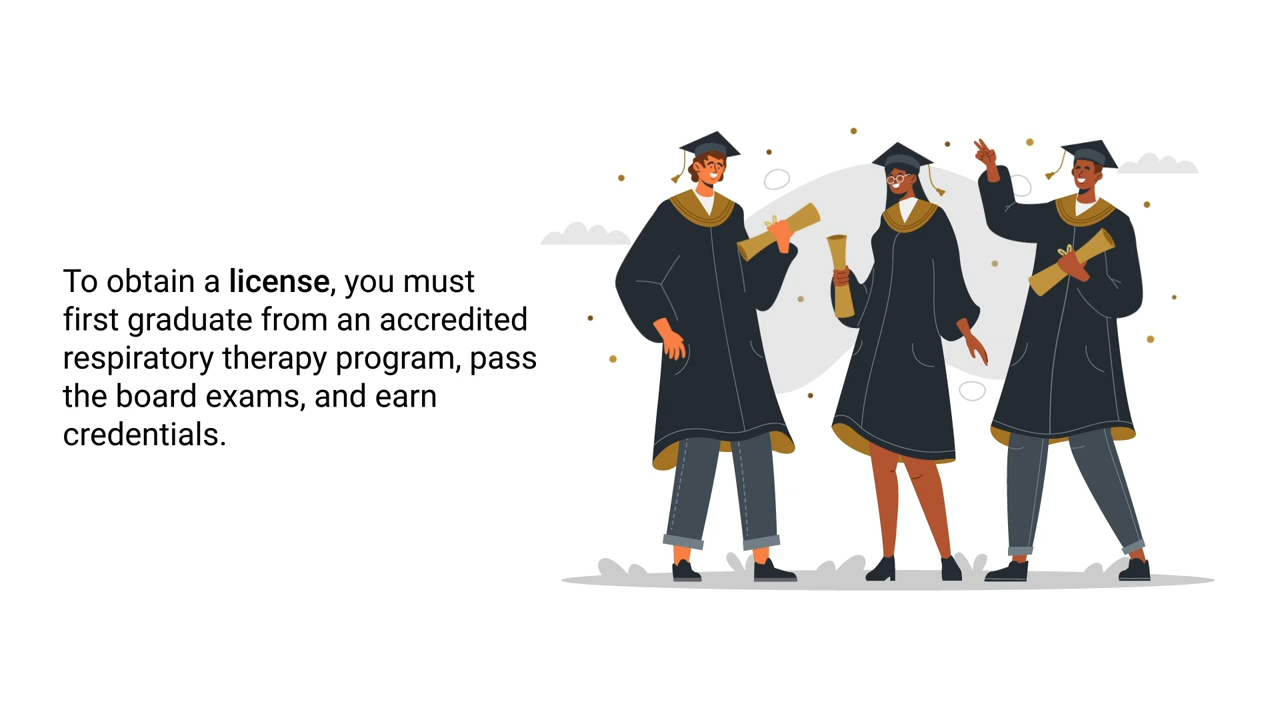 To obtain a license, you must
first graduate from an accredited
respiratory therapy program, pass
the board exams, and earn
credentials.